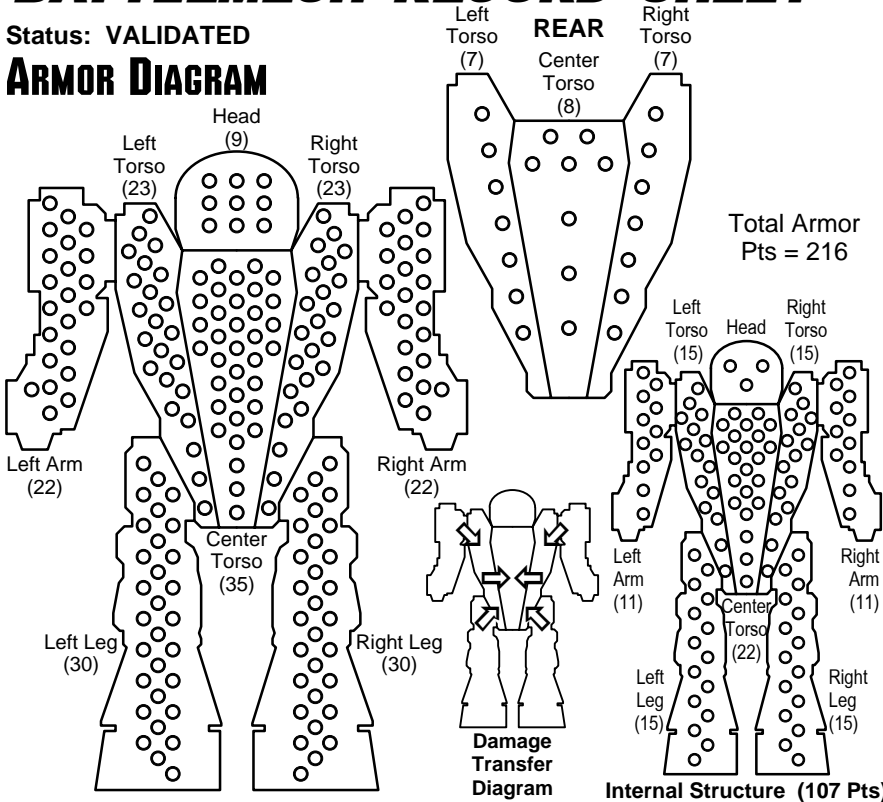 BATTLEMECH RECORD SHEET
Status: VALIDATED
ARMOR DIAGRAM
Head
(9)
Left
Torso
(23)
Right
Torso
(23)
Left Arm
(22)
Right Arm
(22)
Center
Torso
(35)
Left Leg
(30)
Right Leg
(30)
REAR
Left
Torso
(7)
Center
Torso
(8)
Right
Torso
(7)
Total Armor
Pts = 216
Left
Torso
(15)
Head
Right
Torso
(15)
Left
Arm
(11)
Right
Arm
(11)
Center
Torso
(22)
Left
Leg
(15)
Right
Leg
(15)
Damage
Transfer
Diagram
Internal Structure (107 Pts)